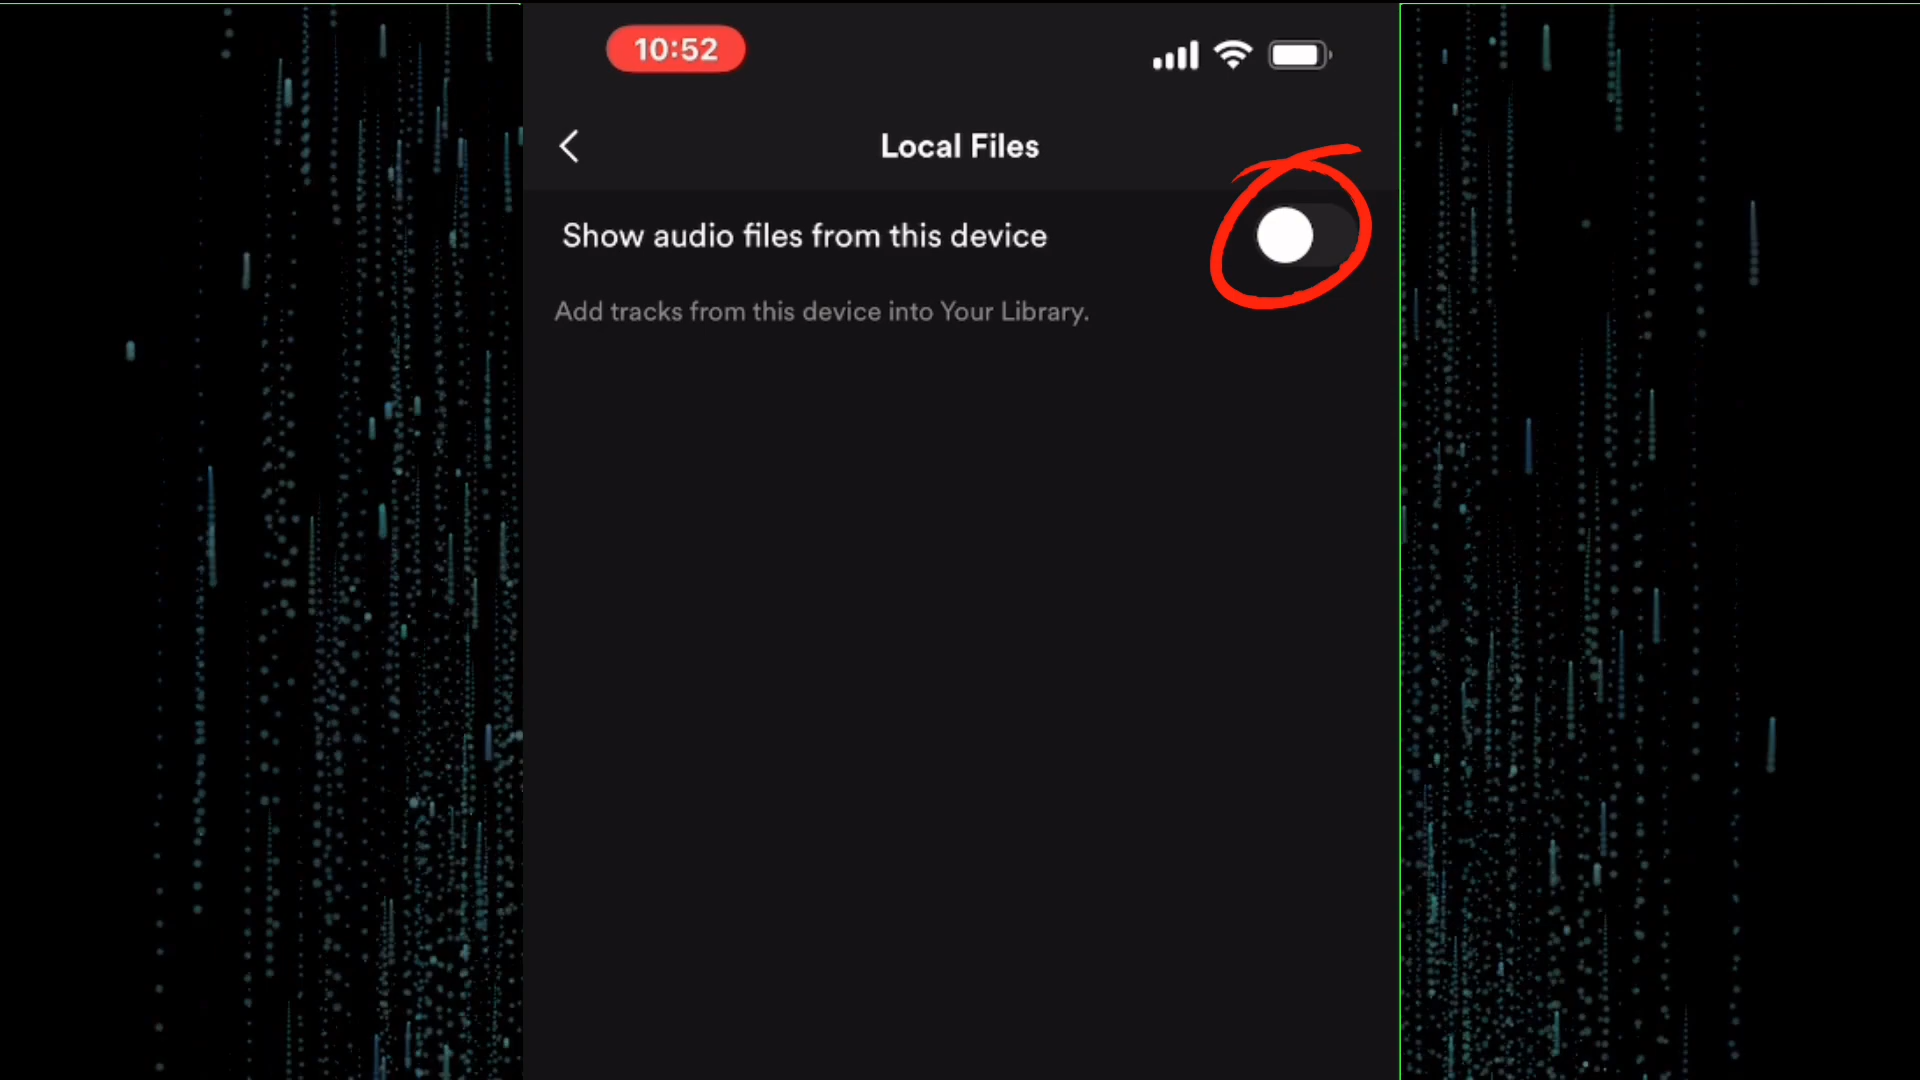 10:52
Local Files
Show audio files from this device
Add tracks from this device into Your Library.